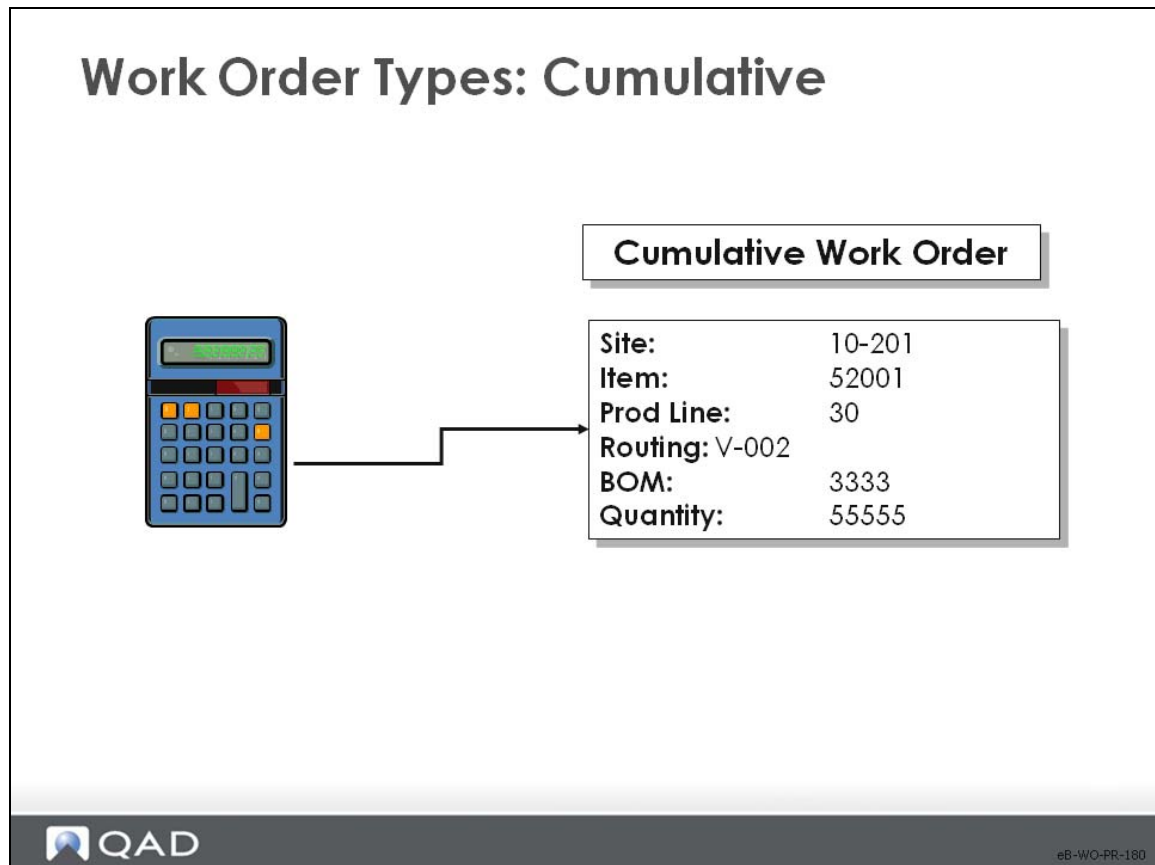 Work Order Types: Cumulative
Cumulative Work Order
Site: 10-201
Item: 52001
Prod Line: 30
Routing: V-002
BOM: 3333
Quantity: 55555
QAD
eB-WO-PR-180